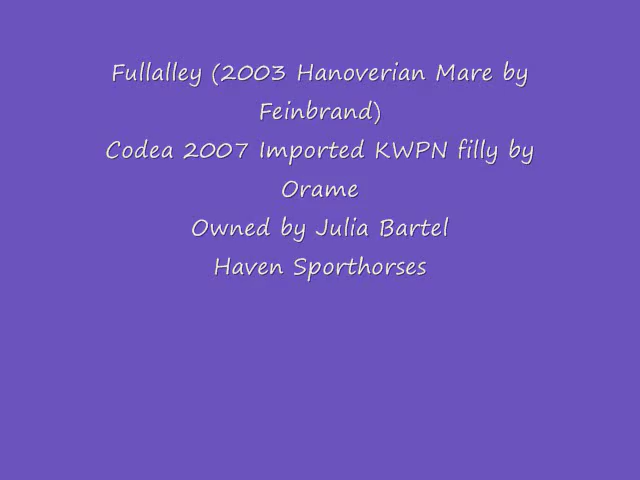 Fullalley (2003 Hanoverian Mare by
Feinbrand)
Codea 2007 Imported KWPN filly by
Orame
Owned by Julia Bartel
Haven Sporthorses